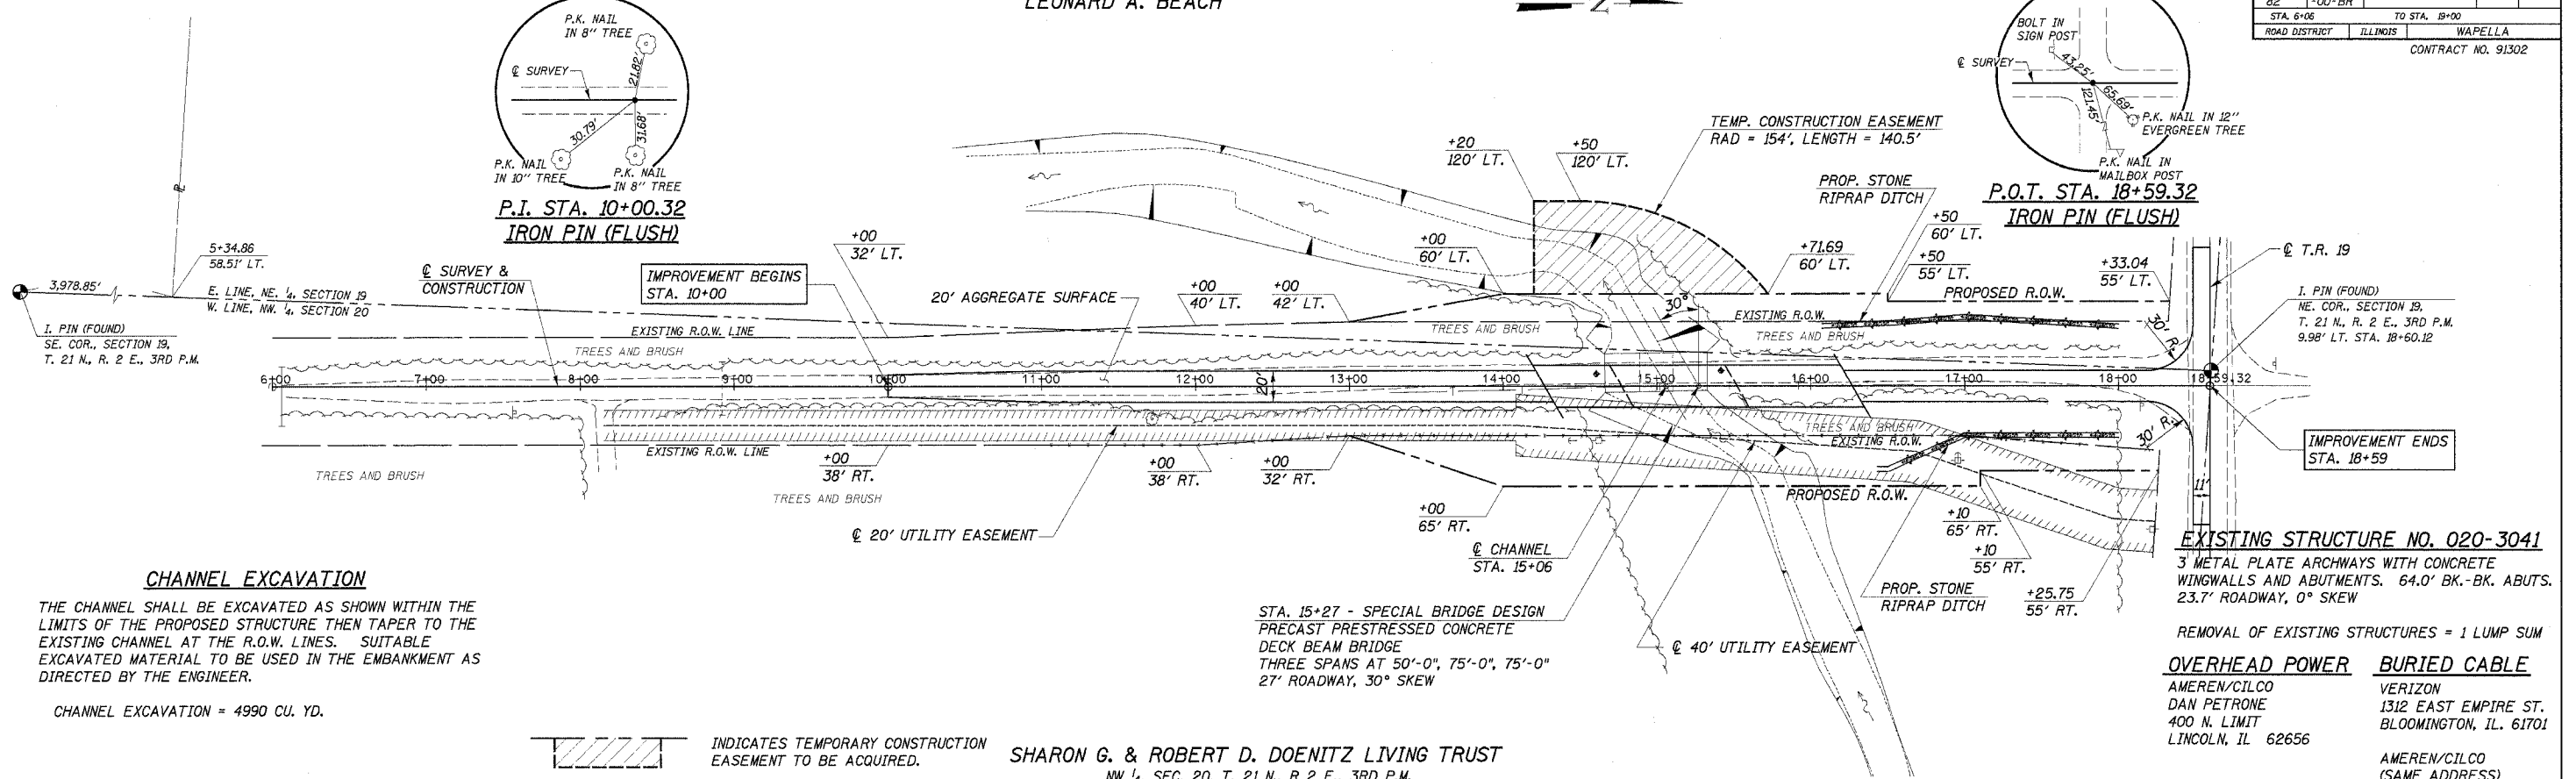 LEONARD A. BEACH
Z
82 -00-BR
STA. 6+06 TO STA. 19+00
ROAD DISTRICT ILLINOIS WAPELLA
CONTRACT NO. 91302
P.K. NAIL
IN 8" TREE
℄ SURVEY
21.82'
30.79'
31.68'
P.K. NAIL
IN 10" TREE
P.K. NAIL
IN 8" TREE
P.I. STA. 10+00.32
IRON PIN (FLUSH)
BOLT IN
SIGN POST
℄ SURVEY
43.25'
65.69'
121.45'
P.K. NAIL IN 12"
EVERGREEN TREE
P.K. NAIL IN
MAILBOX POST
P.O.T. STA. 18+59.32
IRON PIN (FLUSH)
TEMP. CONSTRUCTION EASEMENT
RAD = 154', LENGTH = 140.5'
+20
120' LT.
+50
120' LT.
PROP. STONE
RIPRAP DITCH
+50
60' LT.
+71.69
60' LT.
+50
55' LT.
+33.04
55' LT.
℄ T.R. 19
3,978.85'
5+34.86
58.51' LT.
E. LINE, NE. ¼, SECTION 19
W. LINE, NW. ¼, SECTION 20
I. PIN (FOUND)
SE. COR., SECTION 19,
T. 21 N., R. 2 E., 3RD P.M.
℄ SURVEY &
CONSTRUCTION
IMPROVEMENT BEGINS
STA. 10+00
+00
32' LT.
20' AGGREGATE SURFACE
+00
40' LT.
+00
42' LT.
+00
60' LT.
30°
PROPOSED R.O.W.
I. PIN (FOUND)
NE. COR., SECTION 19,
T. 21 N., R. 2 E., 3RD P.M.
9.98' LT. STA. 18+60.12
EXISTING R.O.W. LINE
TREES AND BRUSH
TREES AND BRUSH
EXISTING R.O.W.
TREES AND BRUSH
30' R.
6+00 7+00 8+00 9+00 10+00 11+00 12+00 13+00 14+00 15+00 16+00 17+00 18+00 18+59.32
20'
EXISTING R.O.W. LINE
TREES AND BRUSH
TREES AND BRUSH
TREES AND BRUSH
EXISTING R.O.W.
30' R.
IMPROVEMENT ENDS
STA. 18+59
+00
38' RT.
+00
38' RT.
+00
32' RT.
PROPOSED R.O.W.
11'
+00
65' RT.
+10
65' RT.
+10
55' RT.
℄ 20' UTILITY EASEMENT
℄ CHANNEL
STA. 15+06
PROP. STONE
RIPRAP DITCH
+25.75
55' RT.
EXISTING STRUCTURE NO. 020-3041
3 METAL PLATE ARCHWAYS WITH CONCRETE
WINGWALLS AND ABUTMENTS. 64.0' BK.-BK. ABUTS.
23.7' ROADWAY, 0° SKEW
REMOVAL OF EXISTING STRUCTURES = 1 LUMP SUM
CHANNEL EXCAVATION
THE CHANNEL SHALL BE EXCAVATED AS SHOWN WITHIN THE
LIMITS OF THE PROPOSED STRUCTURE THEN TAPER TO THE
EXISTING CHANNEL AT THE R.O.W. LINES. SUITABLE
EXCAVATED MATERIAL TO BE USED IN THE EMBANKMENT AS
DIRECTED BY THE ENGINEER.
CHANNEL EXCAVATION = 4990 CU. YD.
STA. 15+27 - SPECIAL BRIDGE DESIGN
PRECAST PRESTRESSED CONCRETE
DECK BEAM BRIDGE
THREE SPANS AT 50'-0", 75'-0", 75'-0"
27' ROADWAY, 30° SKEW
℄ 40' UTILITY EASEMENT
OVERHEAD POWER
AMEREN/CILCO
DAN PETRONE
400 N. LIMIT
LINCOLN, IL 62656
BURIED CABLE
VERIZON
1312 EAST EMPIRE ST.
BLOOMINGTON, IL. 61701
AMEREN/CILCO
(SAME ADDRESS)
INDICATES TEMPORARY CONSTRUCTION
EASEMENT TO BE ACQUIRED.
SHARON G. & ROBERT D. DOENITZ LIVING TRUST
NW ¼, SEC. 20, T. 21 N., R 2 E., 3RD P.M.